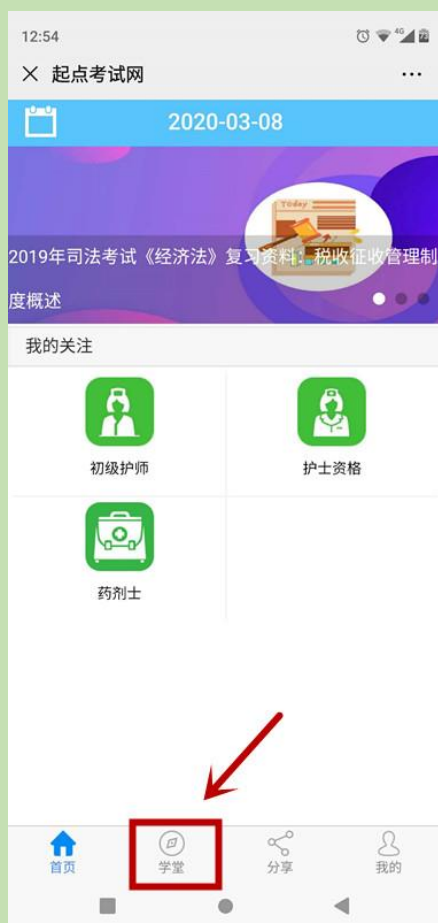 12:54
4G
起点考试网
2020-03-08
Today
2019年司法考试《经济法》复习资料：税收征收管理制
度概述
我的关注
初级护师
护士资格
药剂士
首页
学堂
分享
我的